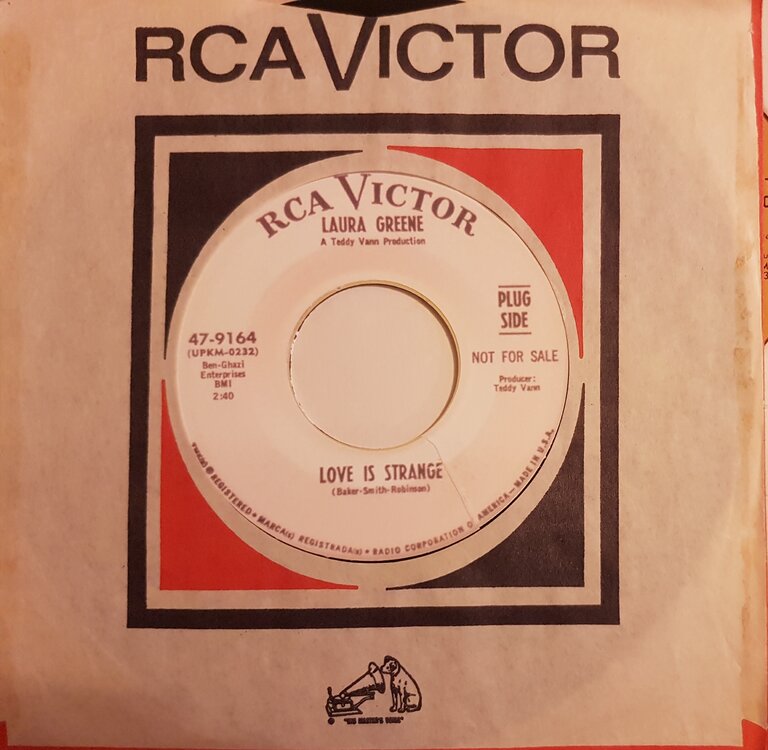 RCA VICTOR
RCA VICTOR
LAURA GREENE
A Teddy Vann Production
PLUG
SIDE
47-9164
(UPKM-0232)
Ben-Ghazi
Enterprises
BMI
2:40
NOT FOR SALE
Producer:
Teddy Vann
LOVE IS STRANGE
(Baker-Smith-Robinson)
REGISTERED • MARCA(s) REGISTRADA(s) • RADIO CORPORATION O AMERICA — MADE IN U.S.A.
"HIS MASTER'S VOICE"